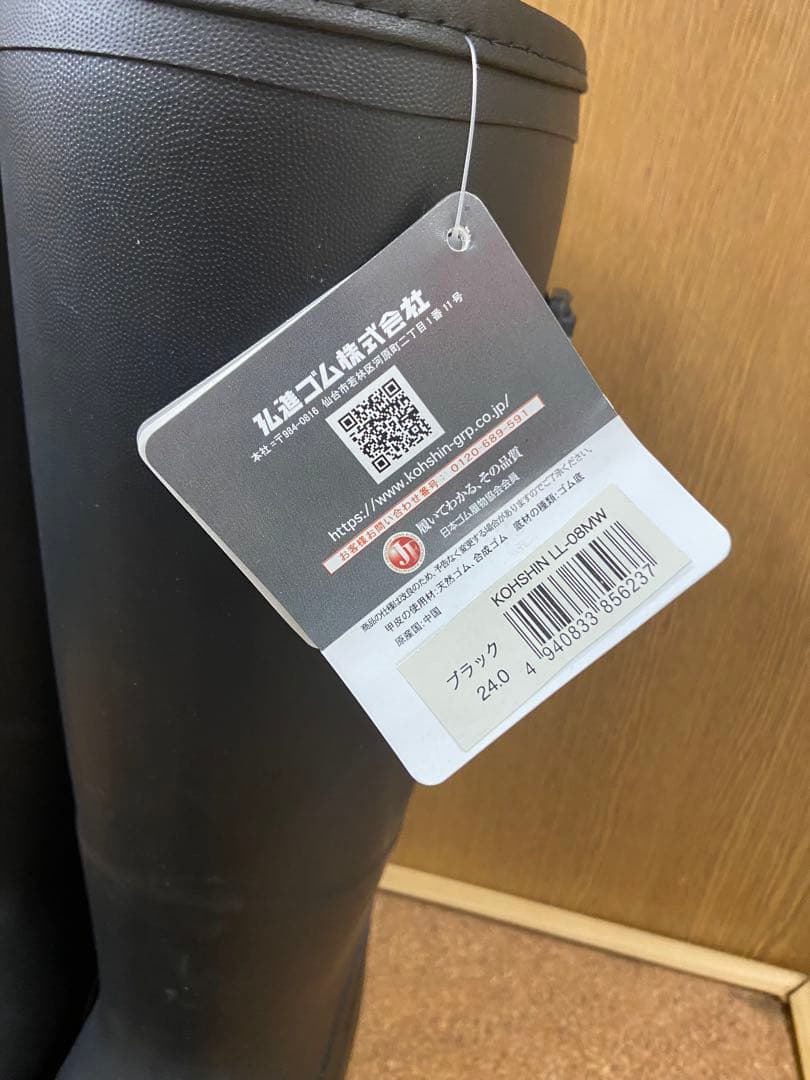 弘進ゴム株式会社
本社=〒984-0816 仙台市若林区河原町二丁目1番11号
https://www.kohshin-grp.co.jp/
お客様お問い合わせ番号: 0120-689-591
履いてわかる、その品質
日本ゴム履物協会会員
商品の仕様は改良のため、予告なく変更する場合がありますのでご了承ください。
甲皮の使用材:天然ゴム、合成ゴム 底材の種類:ゴム底
原産国:中国
KOHSHIN LL-08MW
ブラック
24.0
4 940833 856237